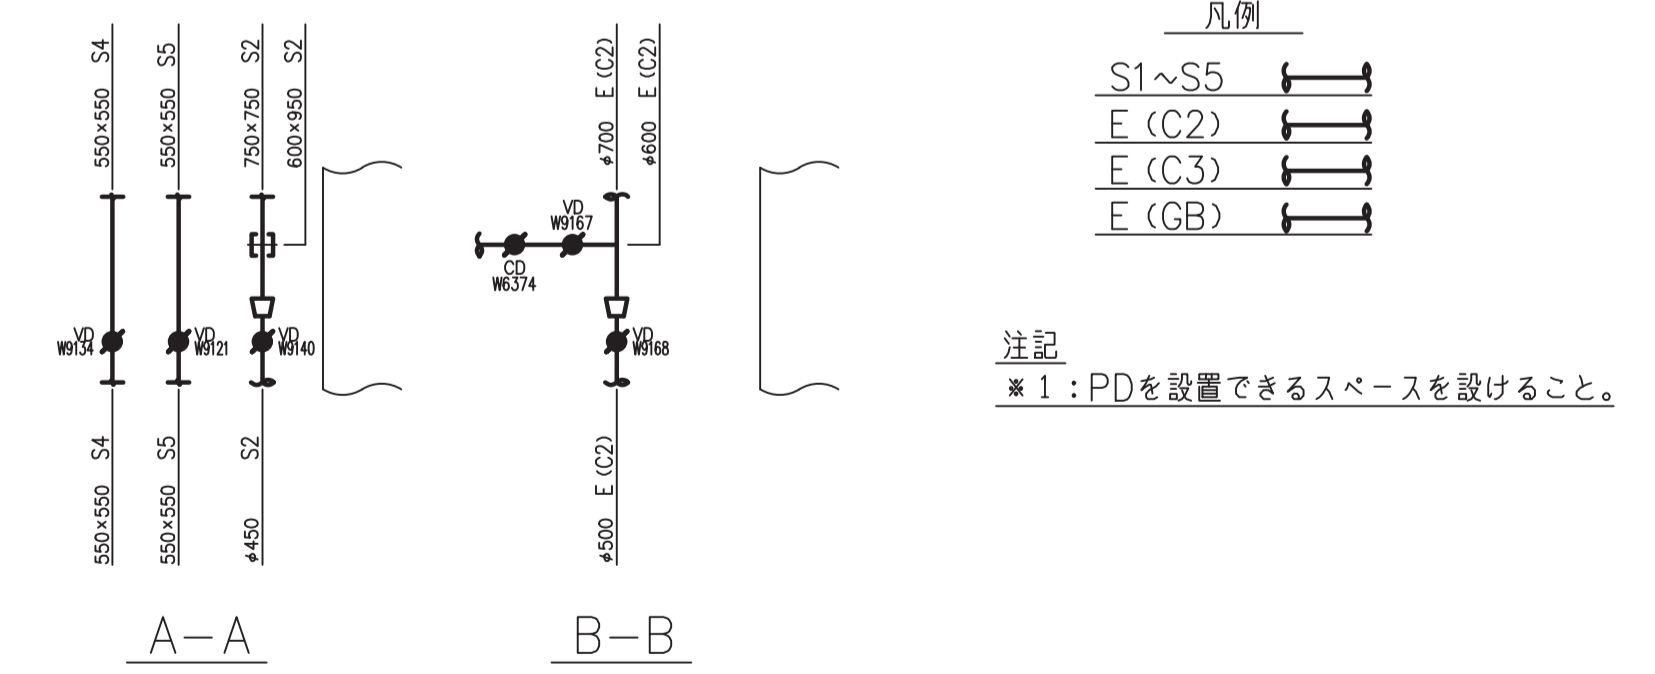 550×550 S4
550×550 S5
750×750 S2
600×950 S2
VD
W9134
VD
W9121
VD
W9140
550×550 S4
550×550 S5
φ450 S2
A－A
φ700 E (C2)
φ600 E (C2)
VD
W9167
CD
W6374
VD
W9168
φ500 E (C2)
B－B
凡例
S1～S5
E (C2)
E (C3)
E (GB)
注記
※1：PDを設置できるスペースを設けること。